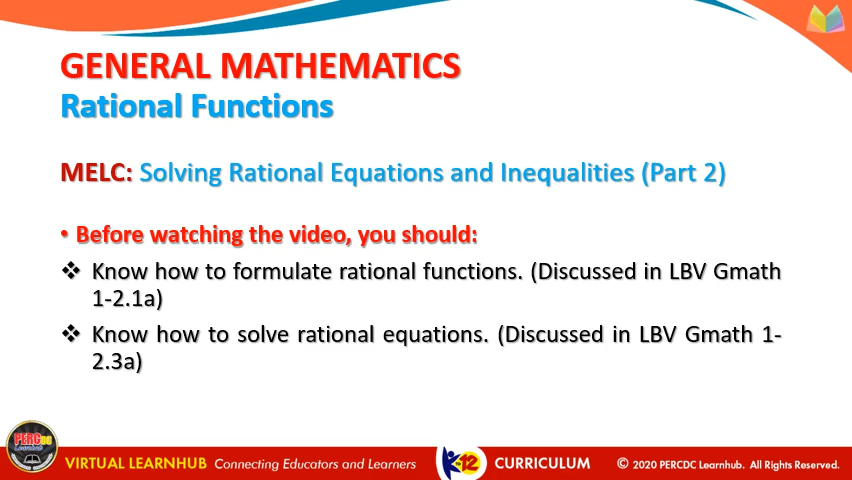 GENERAL MATHEMATICS
Rational Functions
MELC: Solving Rational Equations and Inequalities (Part 2)
• Before watching the video, you should:
❖ Know how to formulate rational functions. (Discussed in LBV Gmath
1-2.1a)
❖ Know how to solve rational equations. (Discussed in LBV Gmath 1-
2.3a)
PERCDC
Learnhub
VIRTUAL LEARNHUB Connecting Educators and Learners
K to 12 CURRICULUM
© 2020 PERCDC Learnhub. All Rights Reserved.